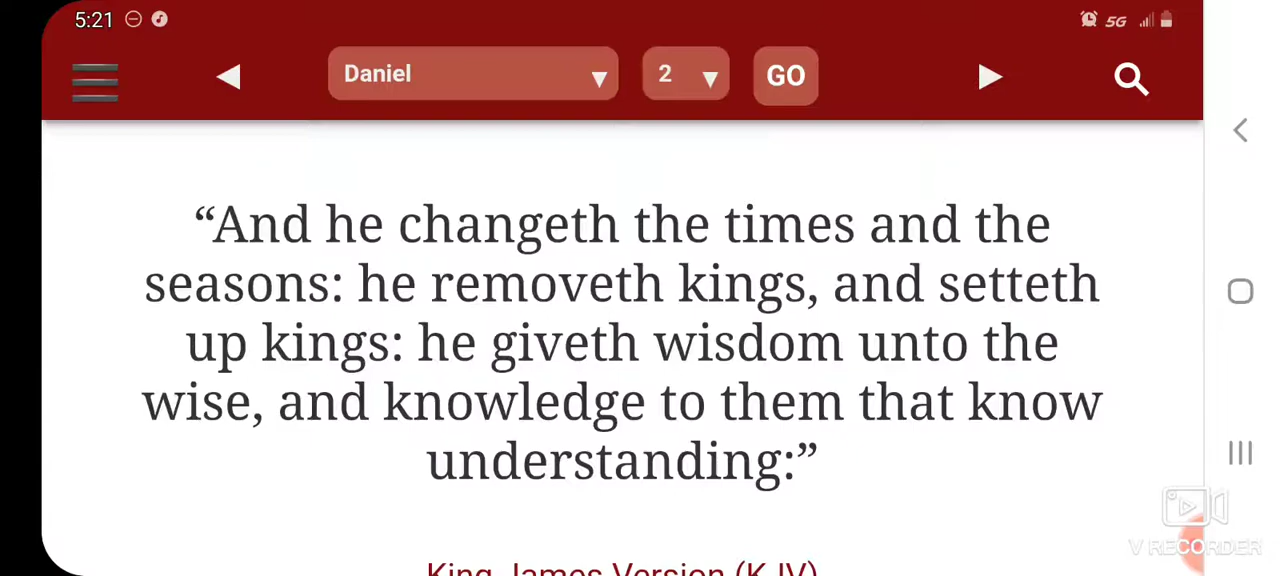 5:21
5G
Daniel 2 GO
“And he changeth the times and the
seasons: he removeth kings, and setteth
up kings: he giveth wisdom unto the
wise, and knowledge to them that know
understanding:”
King James Version (KJV)
V RECORDER